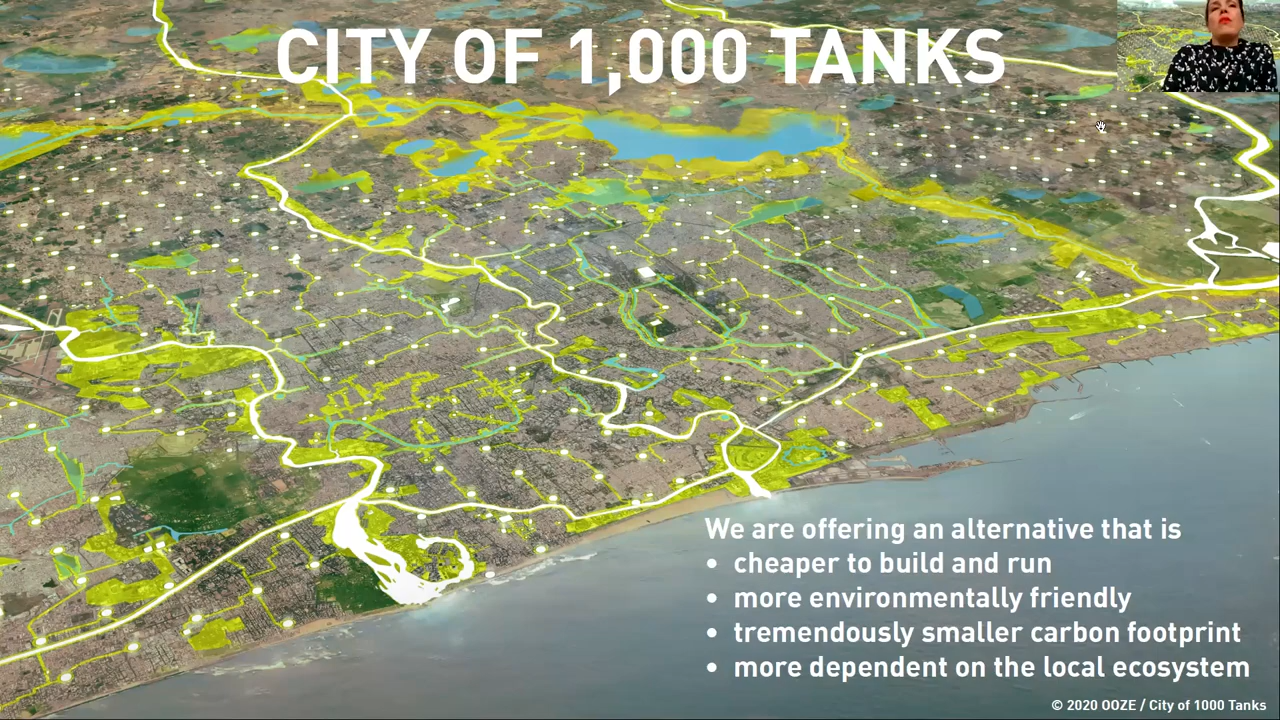 CITY OF 1,000 TANKS
We are offering an alternative that is
• cheaper to build and run
• more environmentally friendly
• tremendously smaller carbon footprint
• more dependent on the local ecosystem
© 2020 OOZE / City of 1000 Tanks